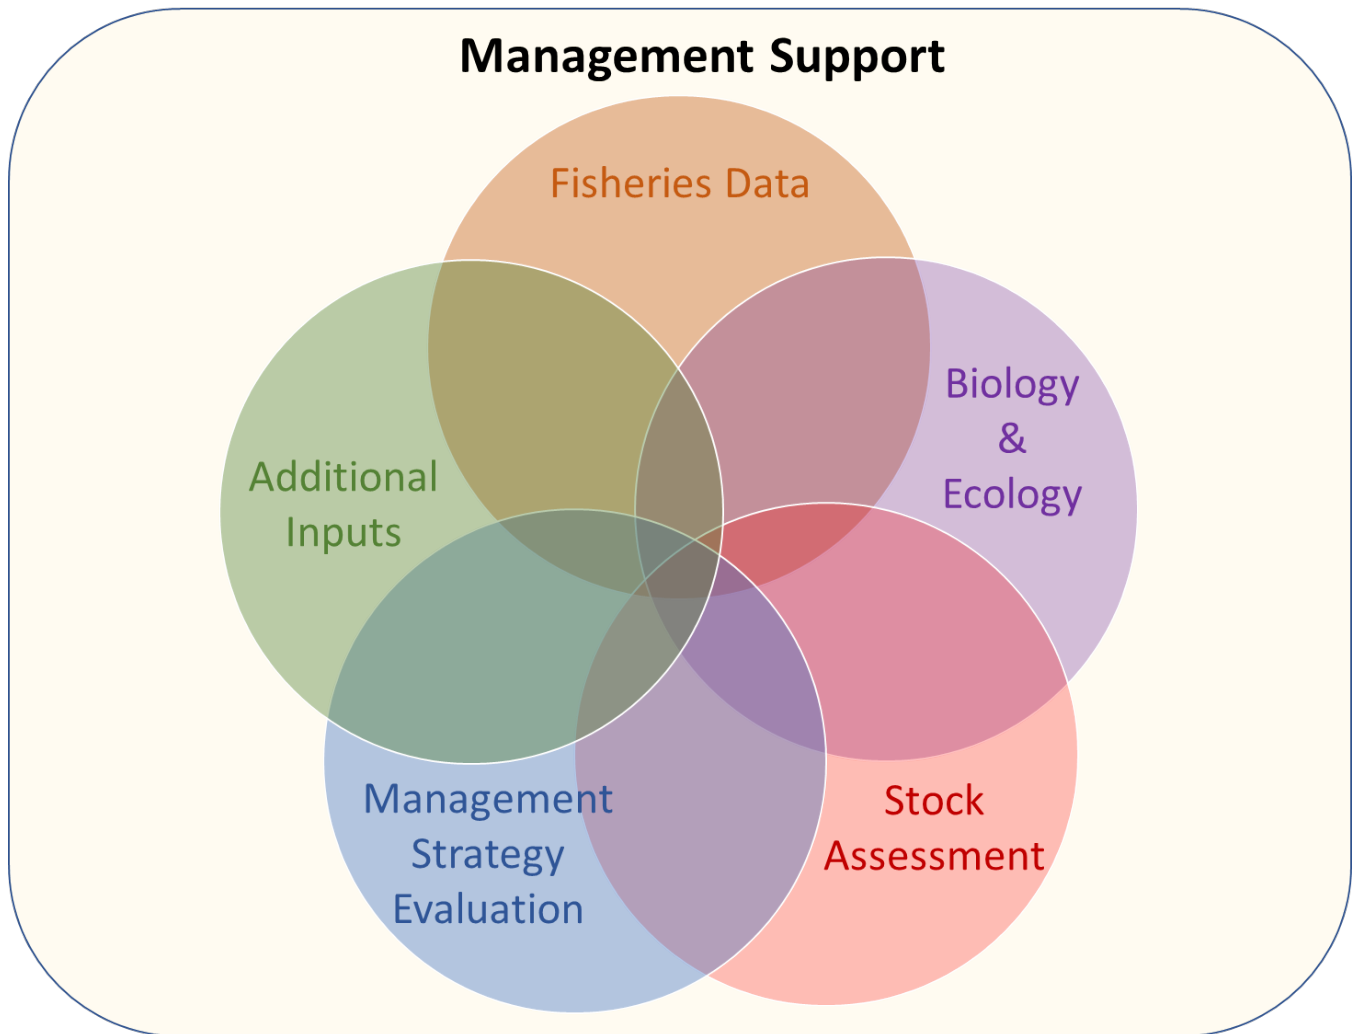 Management Support
Fisheries Data
Biology
&
Ecology
Additional
Inputs
Management
Strategy
Evaluation
Stock
Assessment